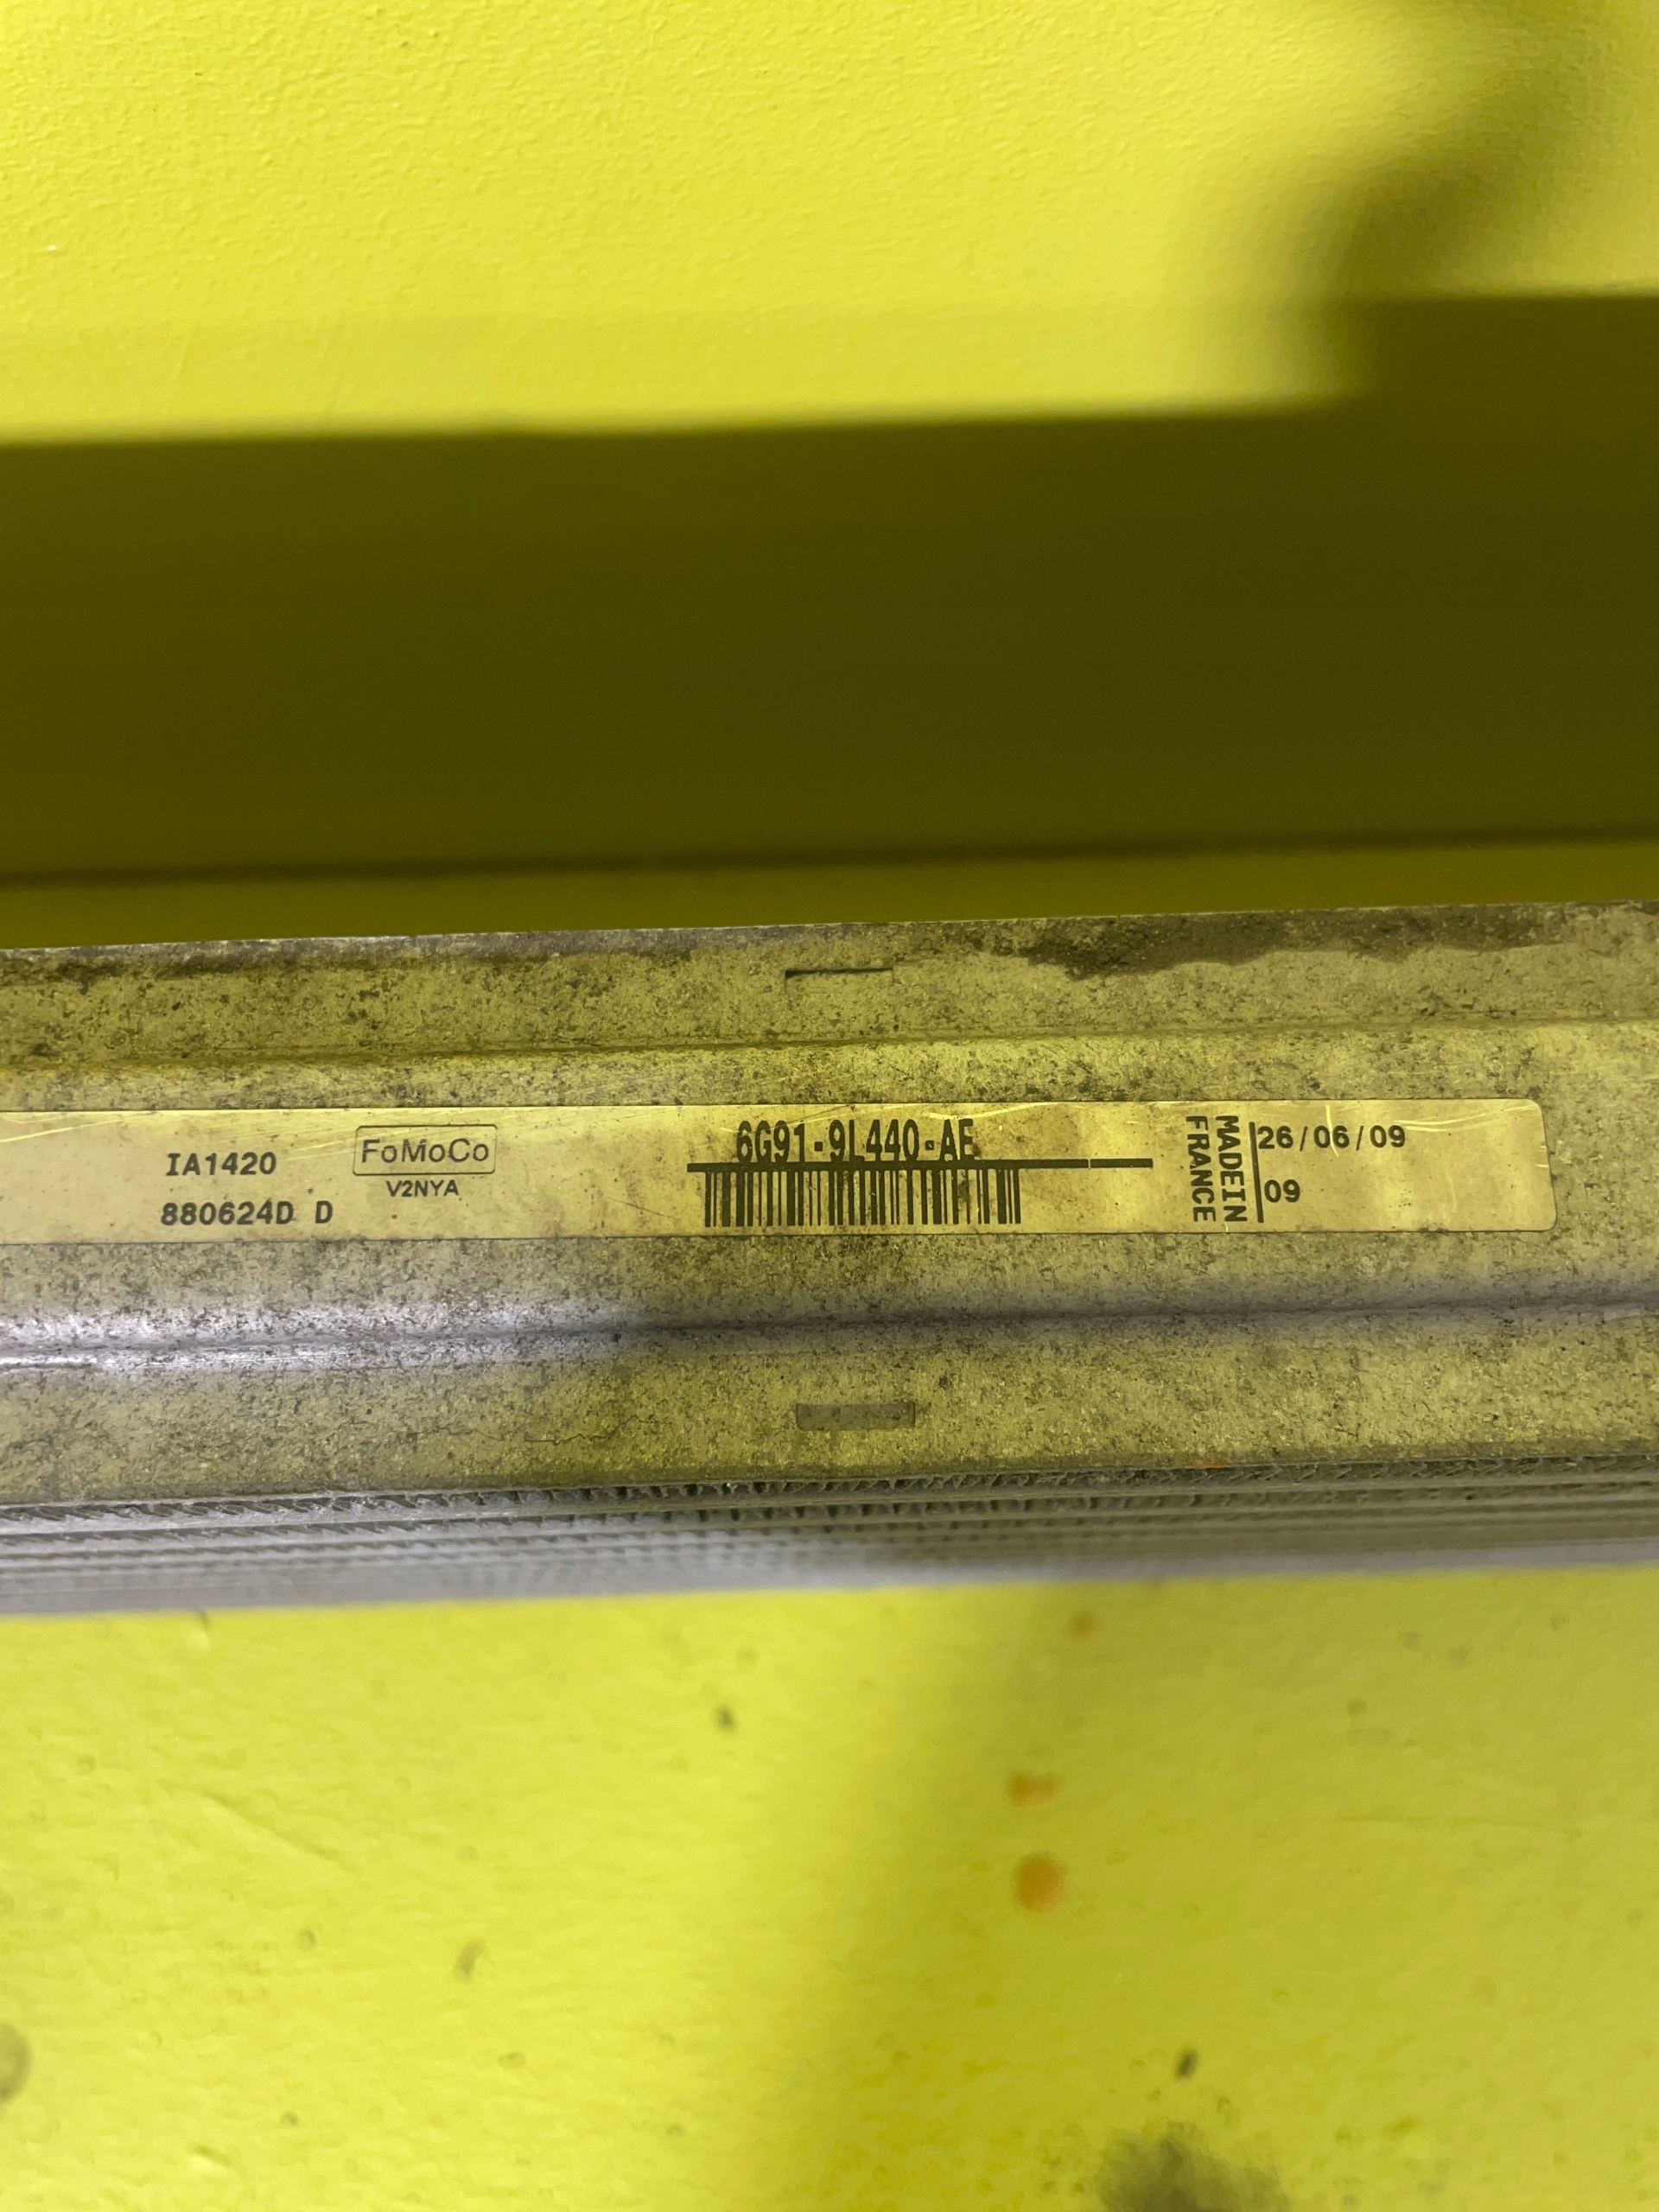 IA1420
880624D D
FoMoCo
V2NYA
6G91-9L440-AE
MADEIN
FRANCE
26/06/09
09